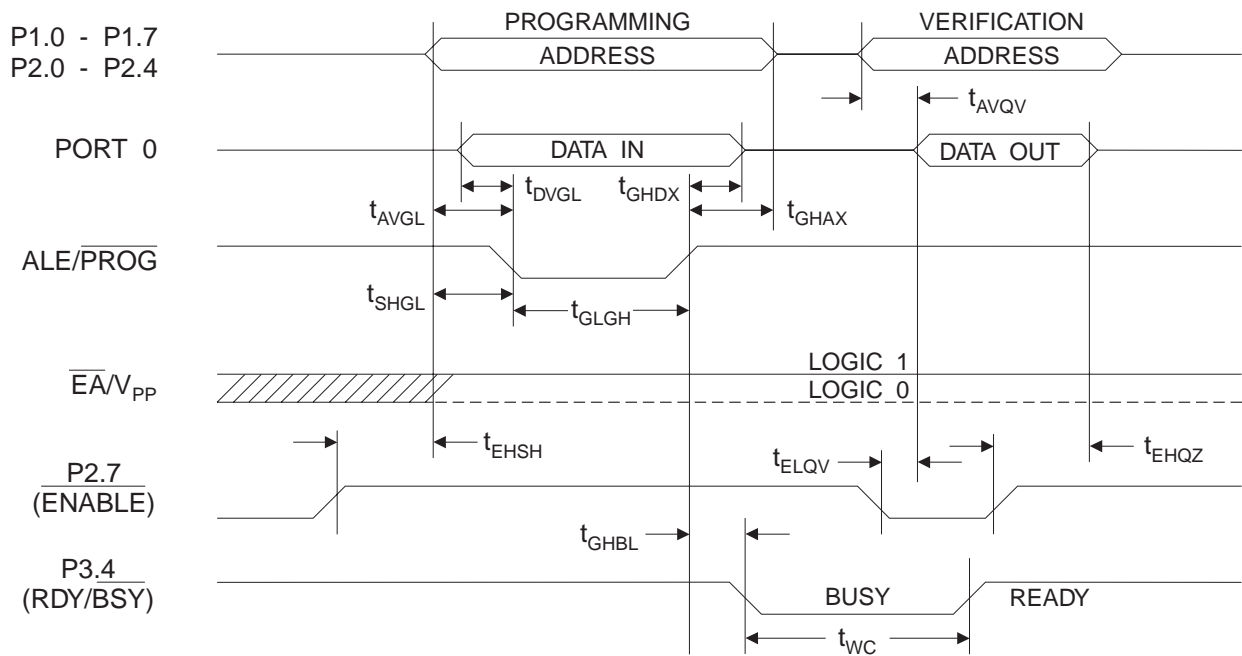 PROGRAMMING
VERIFICATION
P1.0 - P1.7
P2.0 - P2.4
ADDRESS
ADDRESS
tAVQV
PORT 0
DATA IN
DATA OUT
tDVGL
tGHDX
tAVGL
tGHAX
ALE/PROG
tSHGL
tGLGH
LOGIC 1
EA/VPP
LOGIC 0
tEHSH
tELQV
tEHQZ
P2.7
(ENABLE)
tGHBL
P3.4
(RDY/BSY)
BUSY
READY
tWC